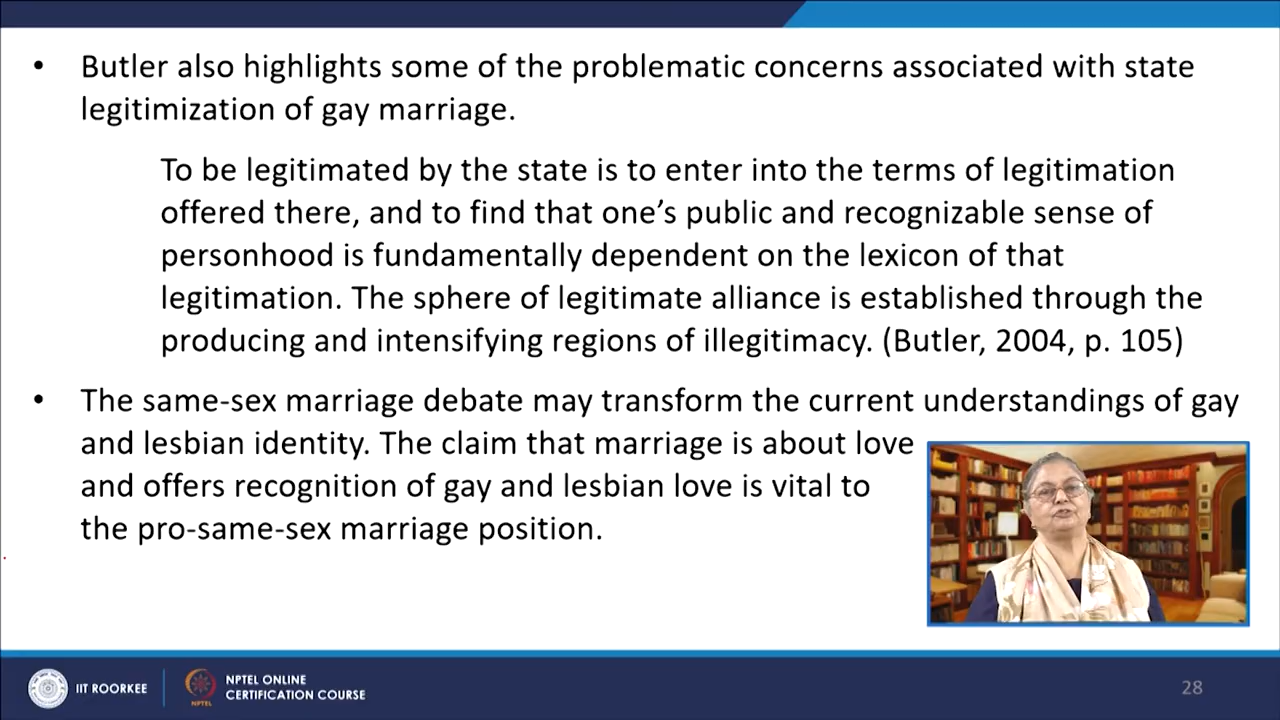 • Butler also highlights some of the problematic concerns associated with state
legitimization of gay marriage.
To be legitimated by the state is to enter into the terms of legitimation
offered there, and to find that one’s public and recognizable sense of
personhood is fundamentally dependent on the lexicon of that
legitimation. The sphere of legitimate alliance is established through the
producing and intensifying regions of illegitimacy. (Butler, 2004, p. 105)
• The same-sex marriage debate may transform the current understandings of gay
and lesbian identity. The claim that marriage is about love
and offers recognition of gay and lesbian love is vital to
the pro-same-sex marriage position.
IIT ROORKEE
NPTEL
NPTEL ONLINE
CERTIFICATION COURSE
28